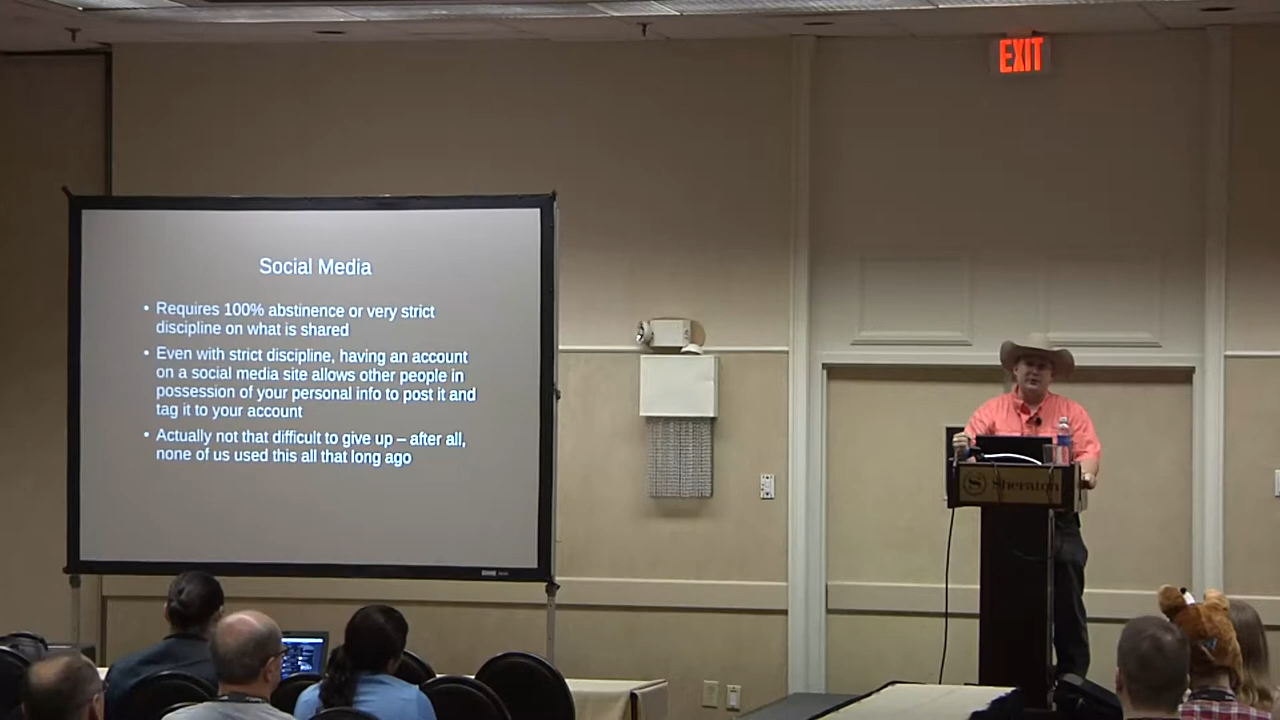 EXIT
Social Media
• Requires 100% abstinence or very strict
discipline on what is shared
• Even with strict discipline, having an account
on a social media site allows other people in
possession of your personal info to post it and
tag it to your account
• Actually not that difficult to give up – after all,
none of us used this all that long ago
S Sheraton